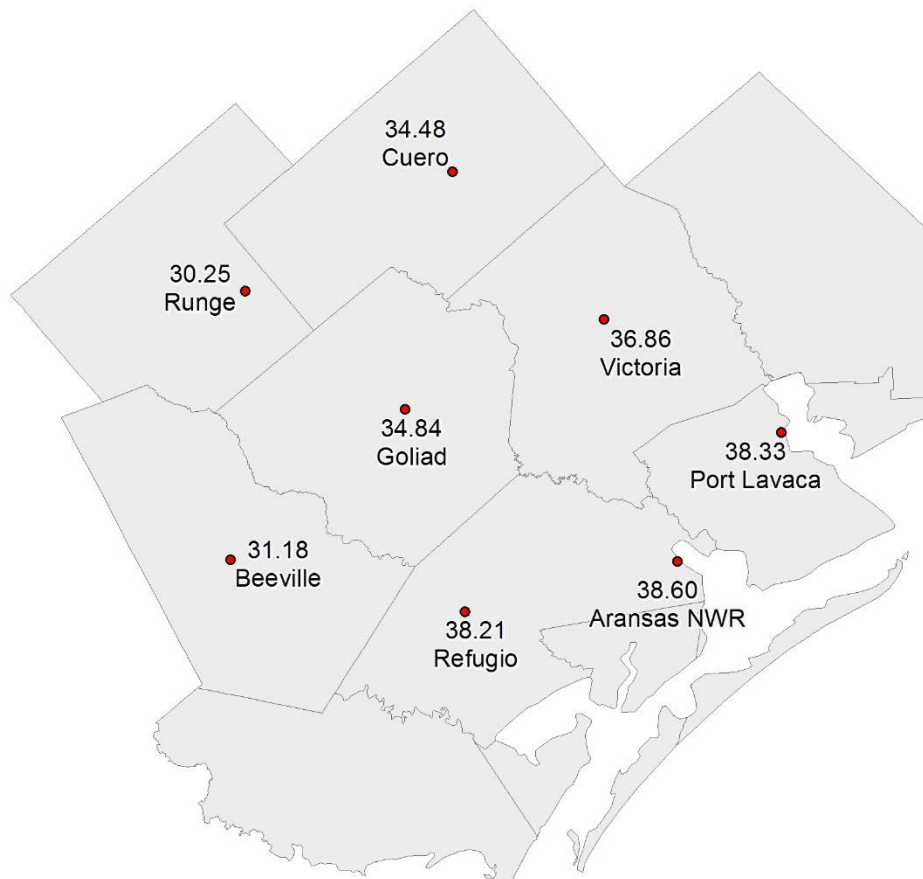 34.48
Cuero
30.25
Runge
36.86
Victoria
34.84
Goliad
38.33
Port Lavaca
31.18
Beeville
38.60
Aransas NWR
38.21
Refugio